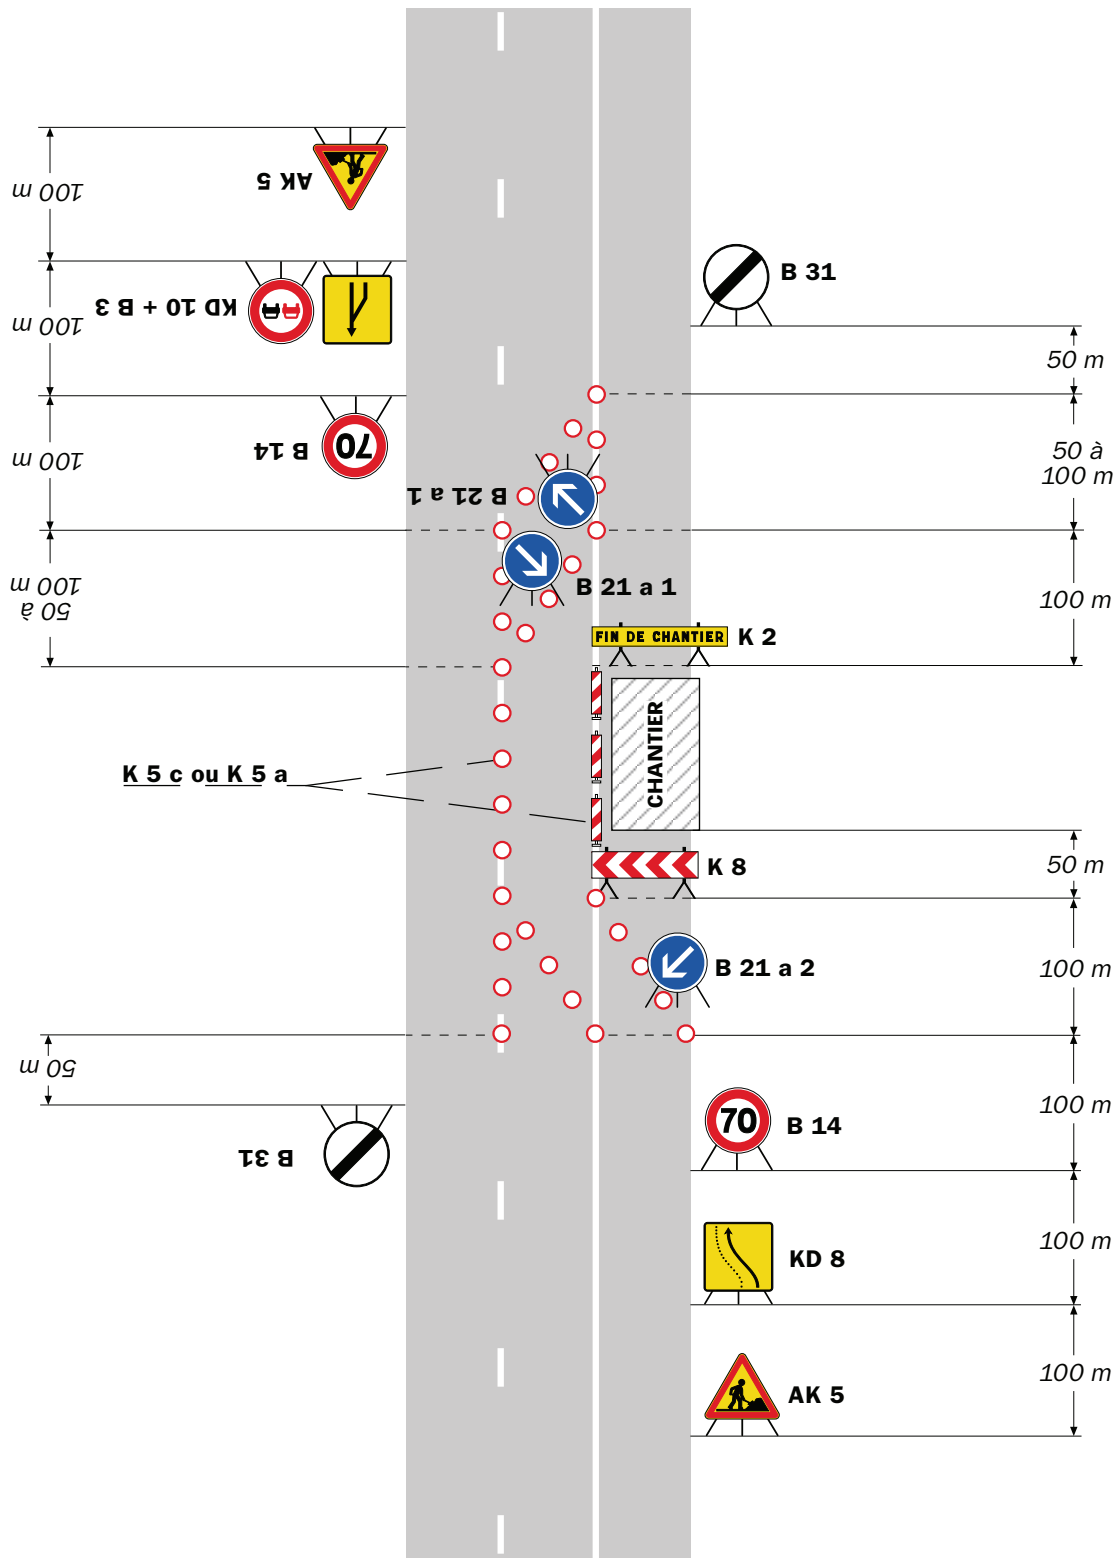 AK 5
100 m
KD 10 + B 3
100 m
B 14
70
100 m
B 21 a 1
50 à
100 m
B 31
50 m
50 à
100 m
B 21 a 1
100 m
FIN DE CHANTIER
K 2
CHANTIER
K 5 c ou K 5 a
K 8
50 m
B 21 a 2
100 m
50 m
B 31
70
B 14
100 m
KD 8
100 m
AK 5
100 m